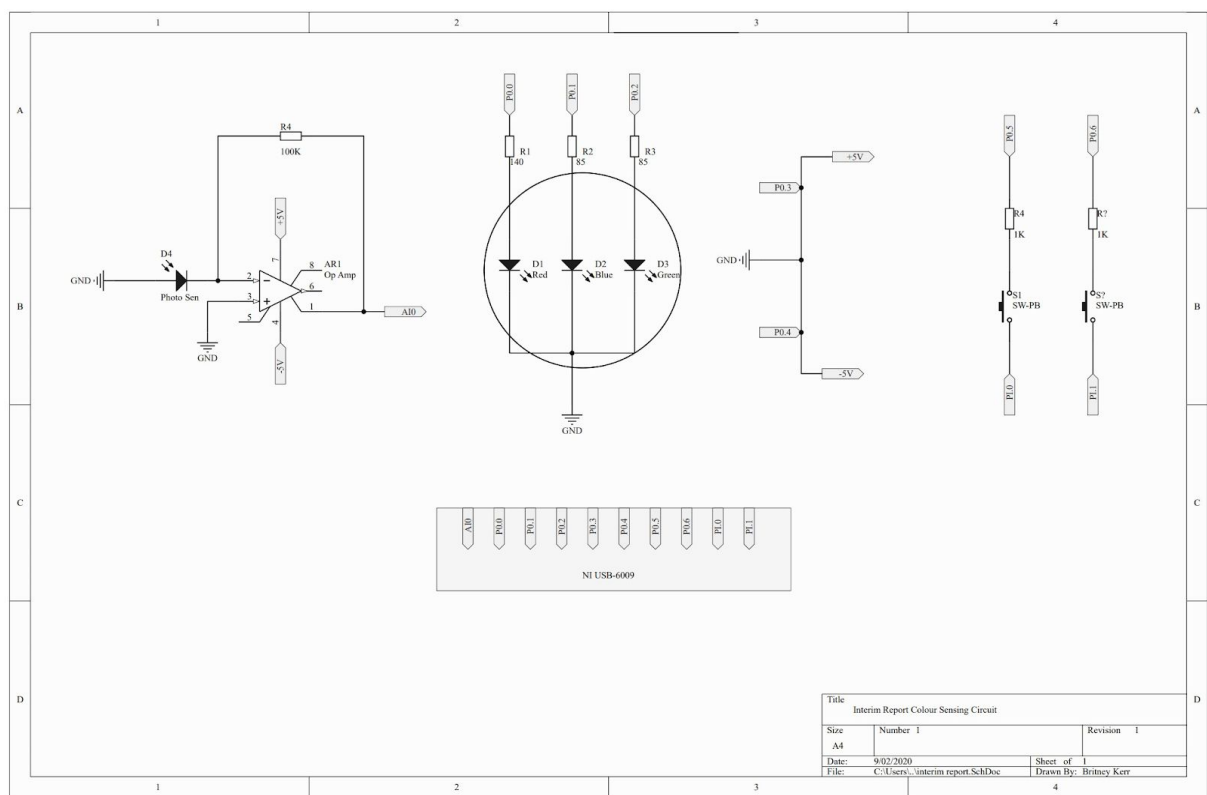 1 2 3 4
A A
P0.0 P0.1 P0.2
P0.5 P0.6
R4
100K
R1
140
R2
85
R3
85
+5V
P0.3
B B
+5V
7
R4
1K
R?
1K
D4
Photo Sen
GND
2
3
5
8
6
1
4
AR1
Op Amp
AI0
-5V
GND
D1
Red
D2
Blue
D3
Green
GND
GND
P0.4
-5V
S1
SW-PB
S?
SW-PB
P1.0 P1.1
C C
AI0 P0.0 P0.1 P0.2 P0.3 P0.4 P0.5 P0.6 P1.0 P1.1
NI USB-6009
D D
Title
Interim Report Colour Sensing Circuit
Size Number 1 Revision 1
A4
Date: 9/02/2020 Sheet of 1
File: C:\Users\..\interim report.SchDoc Drawn By: Britney Kerr
1 2 3 4